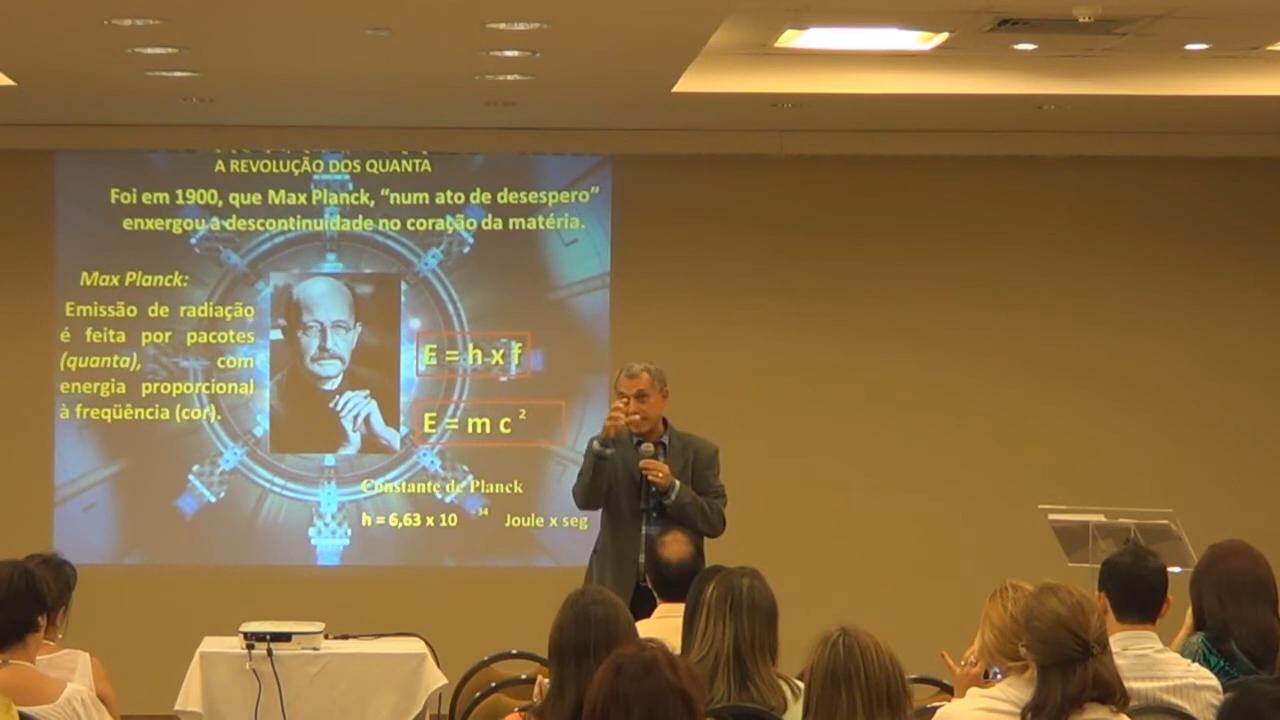 A REVOLUÇÃO DOS QUANTA
Foi em 1900, que Max Planck, “num ato de desespero”
enxergou a descontinuidade no coração da matéria.
Max Planck:
Emissão de radiação
é feita por pacotes
(quanta), com
energia proporcional
à freqüência (cor).
E = h x f
E = m c ²
Constante de Planck
h = 6,63 x 10 ⁻³⁴ Joule x seg